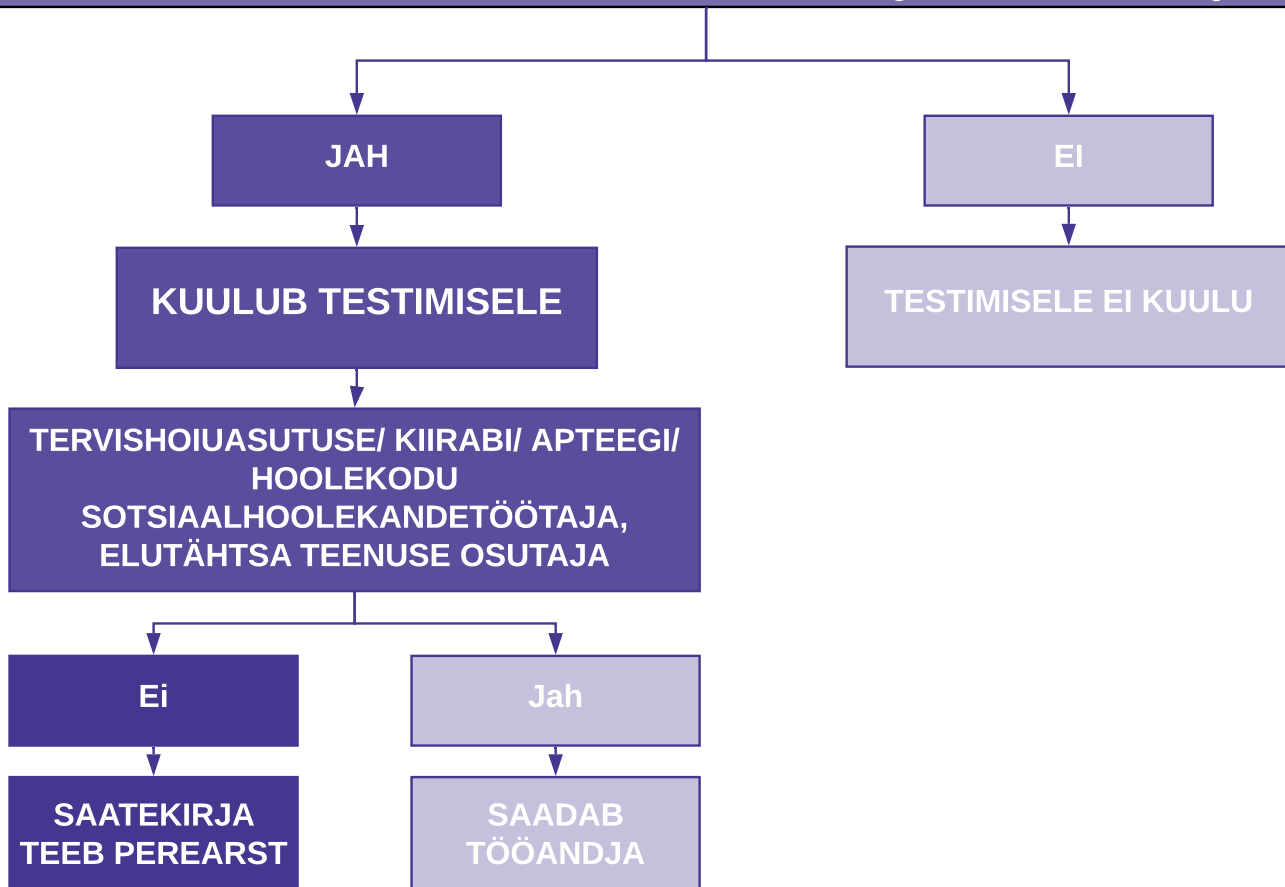 JAH
EI
KUULUB TESTIMISELE
TESTIMISELE EI KUULU
TERVISHOIUASUTUSE/ KIIRABI/ APTEEGI/
HOOLEKODU
SOTSIAALHOOLEKANDETÖÖTAJA,
ELUTÄHTSA TEENUSE OSUTAJA
Ei
Jah
SAATEKIRJA
TEEB PEREARST
SAADAB
TÖÖANDJA